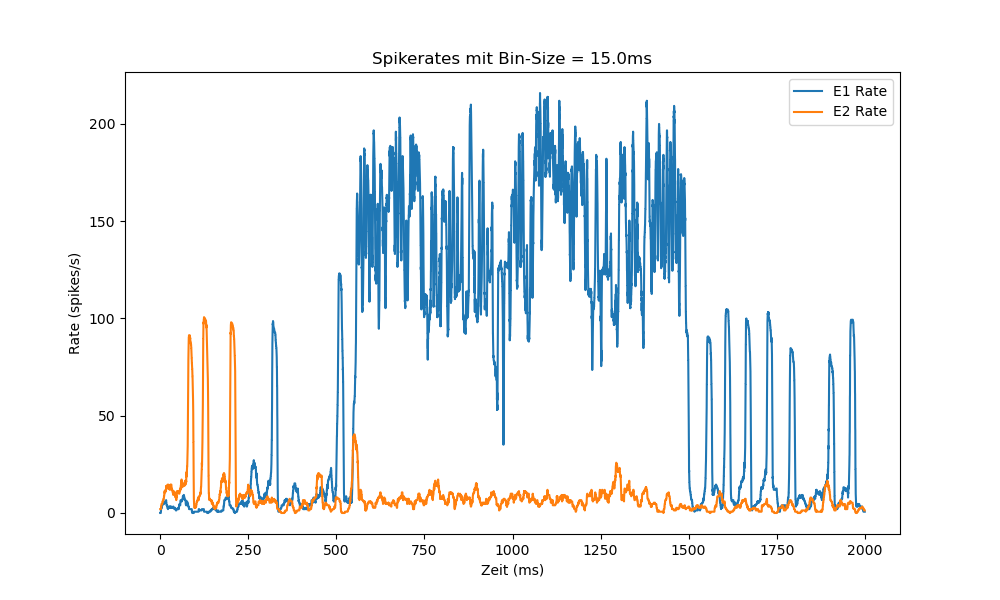 Spikerates mit Bin-Size = 15.0ms
E1 Rate
E2 Rate
Rate (spikes/s)
200
150
100
50
0
0 250 500 750 1000 1250 1500 1750 2000
Zeit (ms)